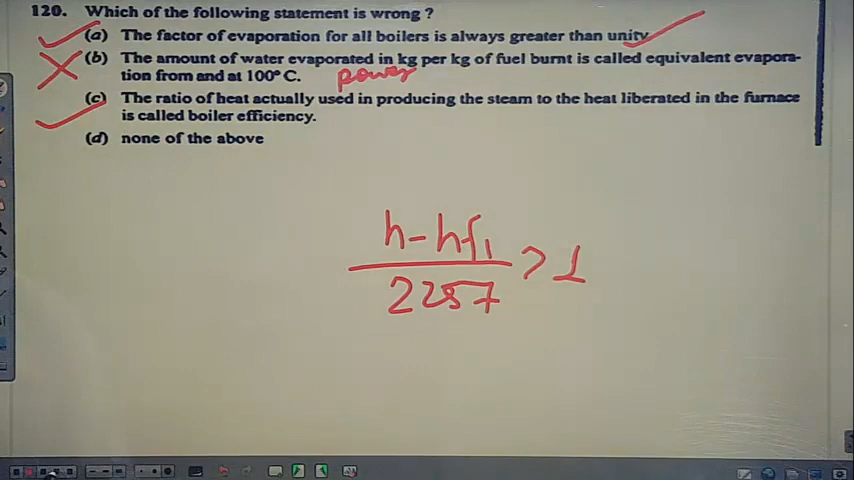 120. Which of the following statement is wrong ?
(a) The factor of evaporation for all boilers is always greater than unity.
(b) The amount of water evaporated in kg per kg of fuel burnt is called equivalent evapora-
tion from and at 100° C.
power
(c) The ratio of heat actually used in producing the steam to the heat liberated in the furnace
is called boiler efficiency.
(d) none of the above
h-hf1
2257
>1